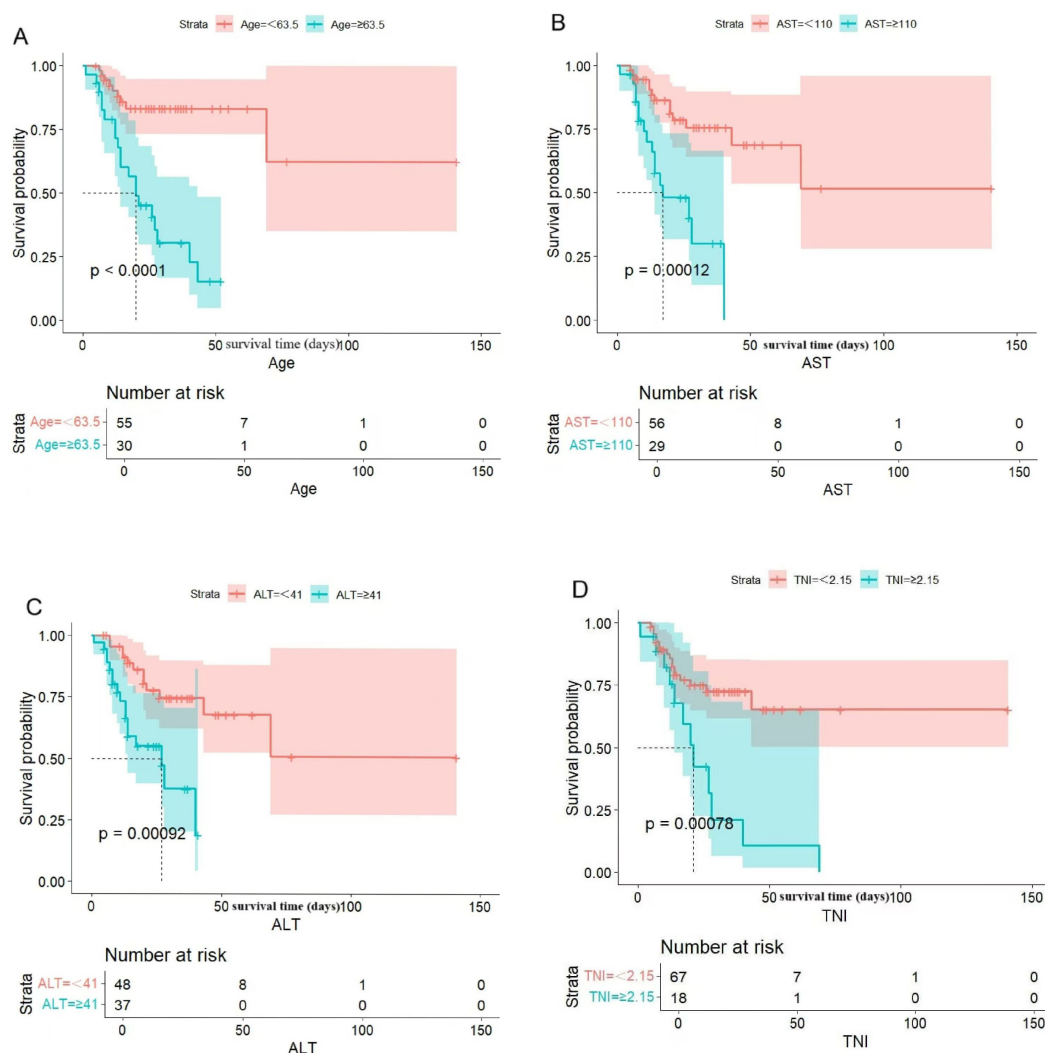 A
Strata Age=<63.5 Age=≥63.5
Survival probability
1.00
0.75
0.50
0.25
0.00
p < 0.0001
0 50 survival time (days) 100 150
Age
Number at risk
Strata
Age=<63.5 55 7 1 0
Age=≥63.5 30 1 0 0
0 50 100 150
Age
B
Strata AST=<110 AST=≥110
Survival probability
1.00
0.75
0.50
0.25
0.00
p = 0.00012
0 50 survival time (days) 100 150
AST
Number at risk
Strata
AST=<110 56 8 1 0
AST=≥110 29 0 0 0
0 50 100 150
AST
C
Strata ALT=<41 ALT=≥41
Survival probability
1.00
0.75
0.50
0.25
0.00
p = 0.00092
0 50 survival time (days) 100 150
ALT
Number at risk
Strata
ALT=<41 48 8 1 0
ALT=≥41 37 0 0 0
0 50 100 150
ALT
D
Strata TNI=<2.15 TNI=≥2.15
Survival probability
1.00
0.75
0.50
0.25
0.00
p = 0.00078
0 50 survival time (days) 100 150
TNI
Number at risk
Strata
TNI=<2.15 67 7 1 0
TNI=≥2.15 18 1 0 0
0 50 100 150
TNI